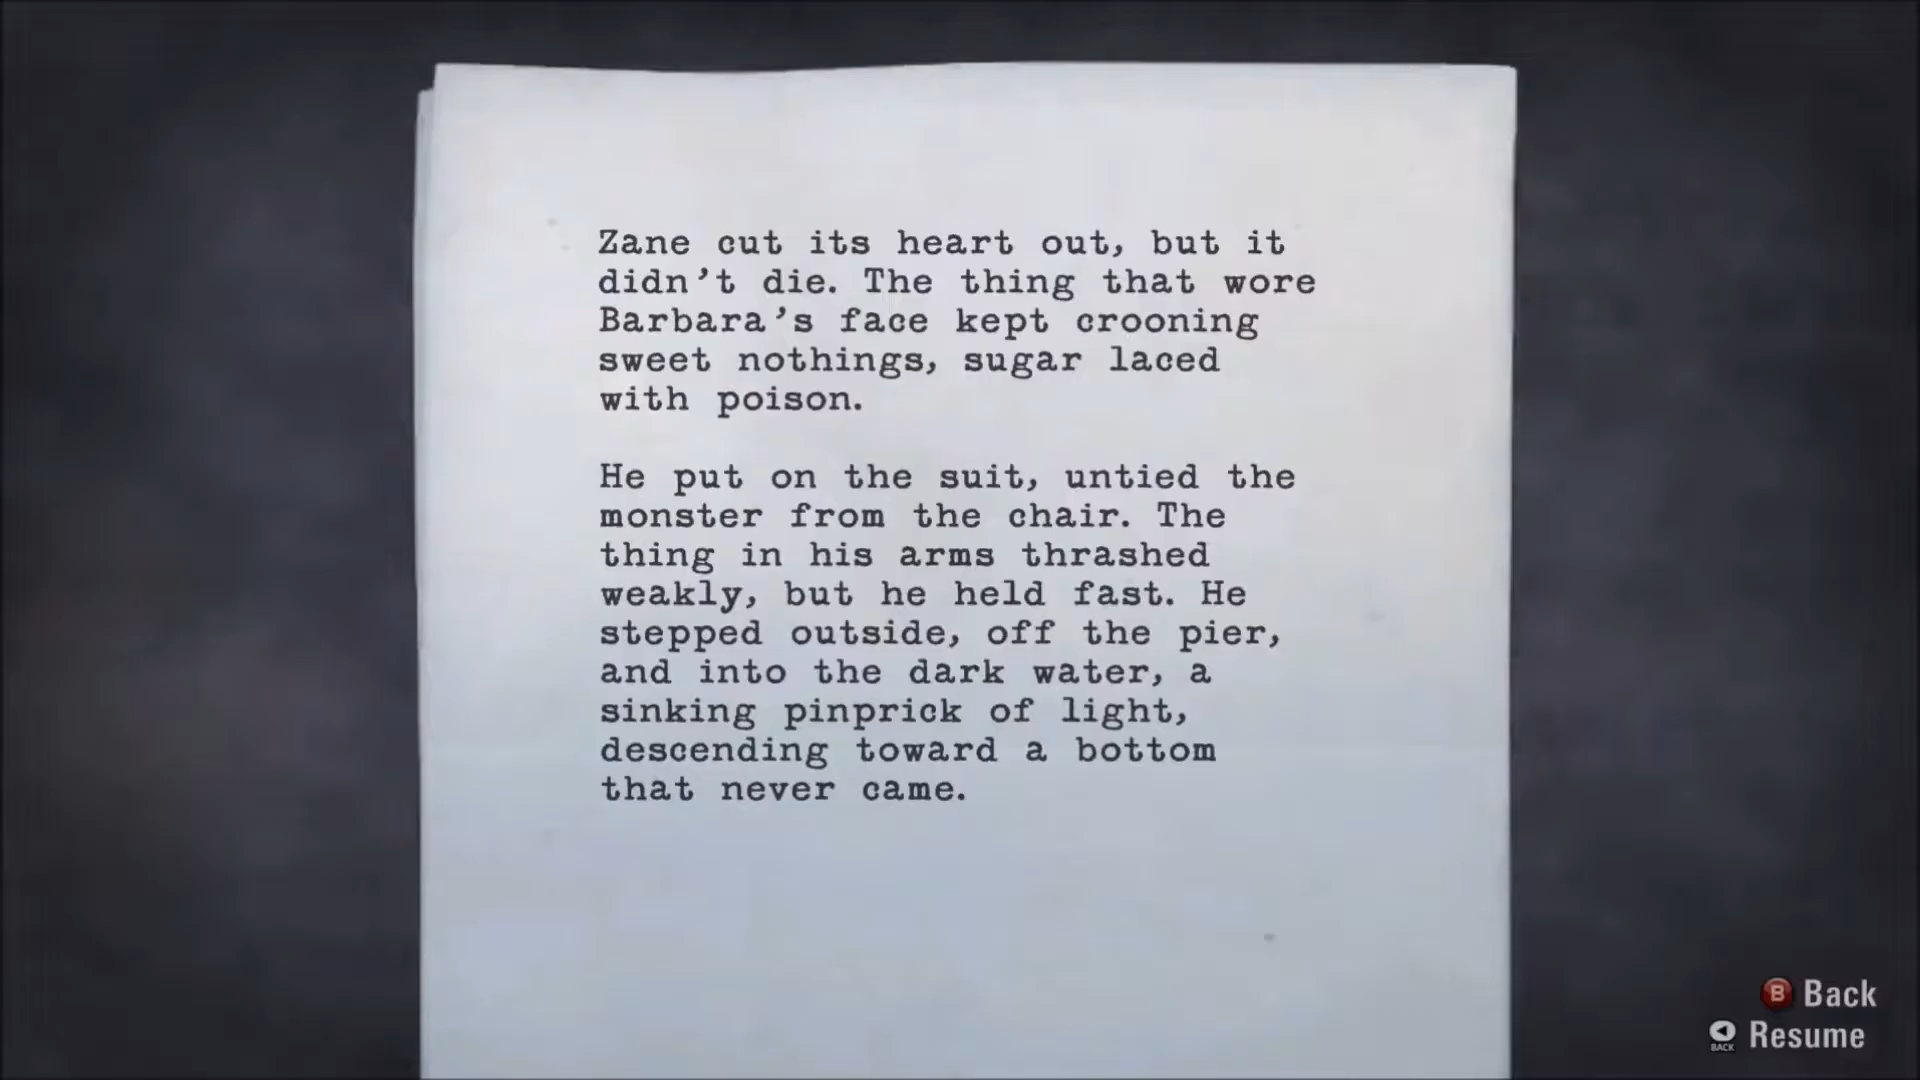 Zane cut its heart out, but it
didn't die. The thing that wore
Barbara's face kept crooning
sweet nothings, sugar laced
with poison.
He put on the suit, untied the
monster from the chair. The
thing in his arms thrashed
weakly, but he held fast. He
stepped outside, off the pier,
and into the dark water, a
sinking pinprick of light,
descending toward a bottom
that never came.
B Back
BACK Resume